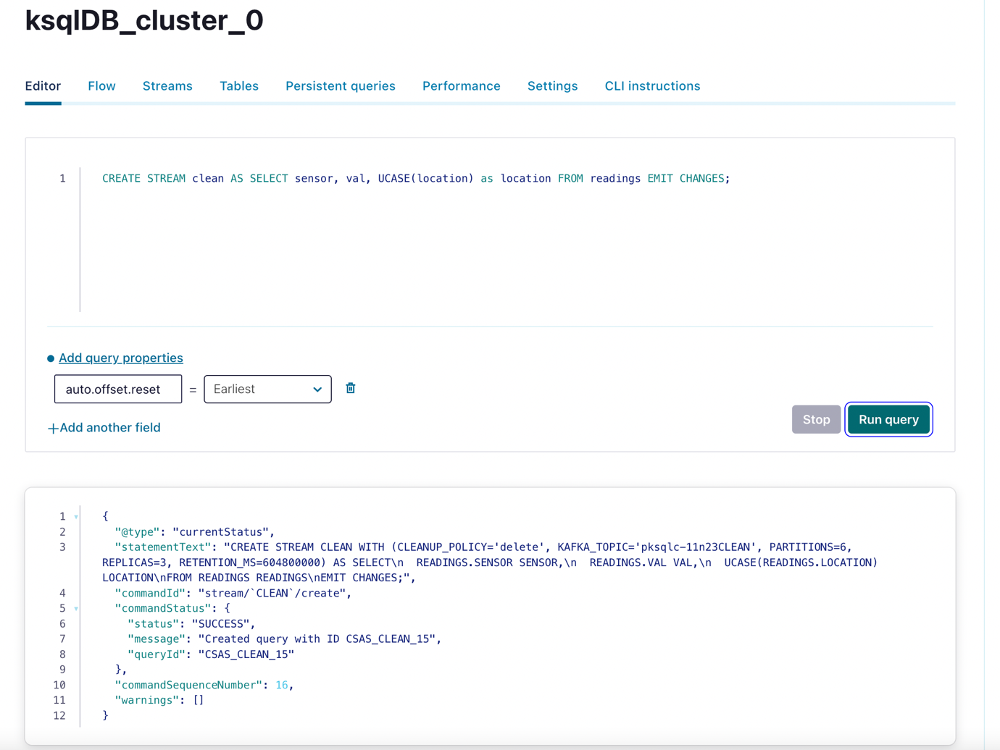 ksqlDB_cluster_0
Editor Flow Streams Tables Persistent queries Performance Settings CLI instructions
1 CREATE STREAM clean AS SELECT sensor, val, UCASE(location) as location FROM readings EMIT CHANGES;
Add query properties
auto.offset.reset = Earliest
+Add another field
Stop Run query
1 {
2 "@type": "currentStatus",
3 "statementText": "CREATE STREAM CLEAN WITH (CLEANUP_POLICY='delete', KAFKA_TOPIC='pksqlc-11n23CLEAN', PARTITIONS=6,
REPLICAS=3, RETENTION_MS=604800000) AS SELECT\n  READINGS.SENSOR SENSOR,\n  READINGS.VAL VAL,\n  UCASE(READINGS.LOCATION)
LOCATION\nFROM READINGS READINGS\nEMIT CHANGES;",
4 "commandId": "stream/`CLEAN`/create",
5 "commandStatus": {
6 "status": "SUCCESS",
7 "message": "Created query with ID CSAS_CLEAN_15",
8 "queryId": "CSAS_CLEAN_15"
9 },
10 "commandSequenceNumber": 16,
11 "warnings": []
12 }